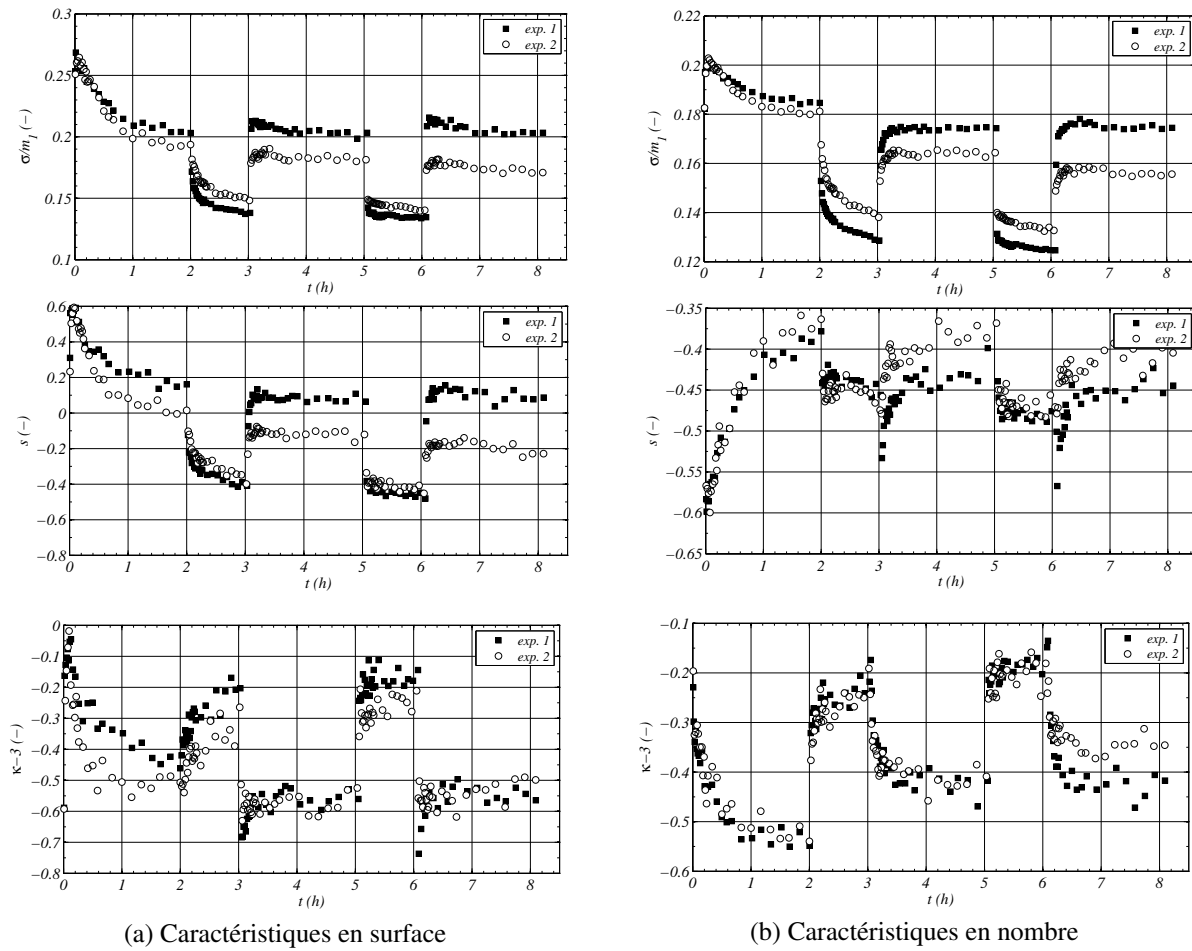 0.3
0.25
0.2
0.15
0.1
σ/m1 (−)
exp. 1
exp. 2
0 1 2 3 4 5 6 7 8
t (h)
0.22
0.2
0.18
0.16
0.14
0.12
σ/m1 (−)
exp. 1
exp. 2
0 1 2 3 4 5 6 7 8
t (h)
0.6
0.4
0.2
0
−0.2
−0.4
−0.6
−0.8
s (−)
exp. 1
exp. 2
0 1 2 3 4 5 6 7 8
t (h)
−0.35
−0.4
−0.45
−0.5
−0.55
−0.6
−0.65
s (−)
exp. 1
exp. 2
0 1 2 3 4 5 6 7 8
t (h)
0
−0.1
−0.2
−0.3
−0.4
−0.5
−0.6
−0.7
−0.8
κ−3 (−)
exp. 1
exp. 2
0 1 2 3 4 5 6 7 8
t (h)
−0.1
−0.2
−0.3
−0.4
−0.5
−0.6
κ−3 (−)
exp. 1
exp. 2
0 1 2 3 4 5 6 7 8
t (h)
(a) Caractéristiques en surface
(b) Caractéristiques en nombre